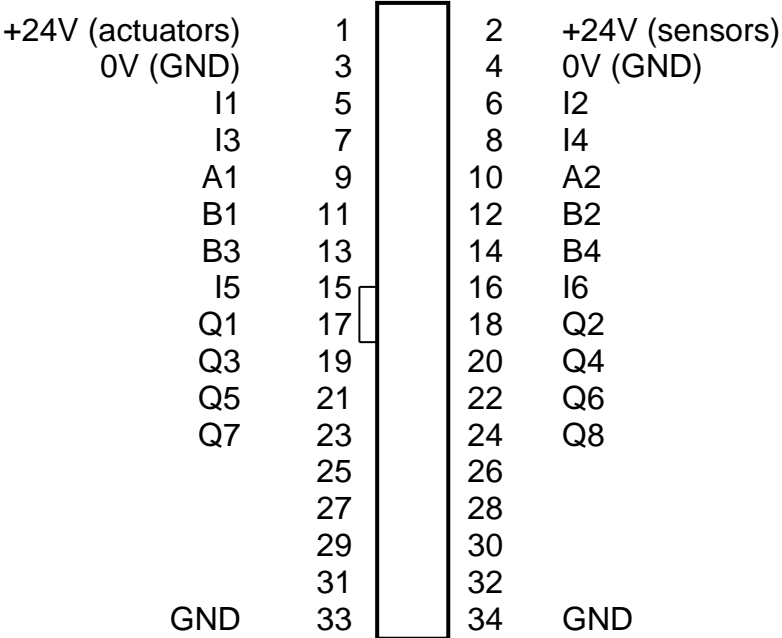 +24V (actuators) 1 2 +24V (sensors)
0V (GND) 3 4 0V (GND)
I1 5 6 I2
I3 7 8 I4
A1 9 10 A2
B1 11 12 B2
B3 13 14 B4
I5 15 16 I6
Q1 17 18 Q2
Q3 19 20 Q4
Q5 21 22 Q6
Q7 23 24 Q8
25 26
27 28
29 30
31 32
GND 33 34 GND